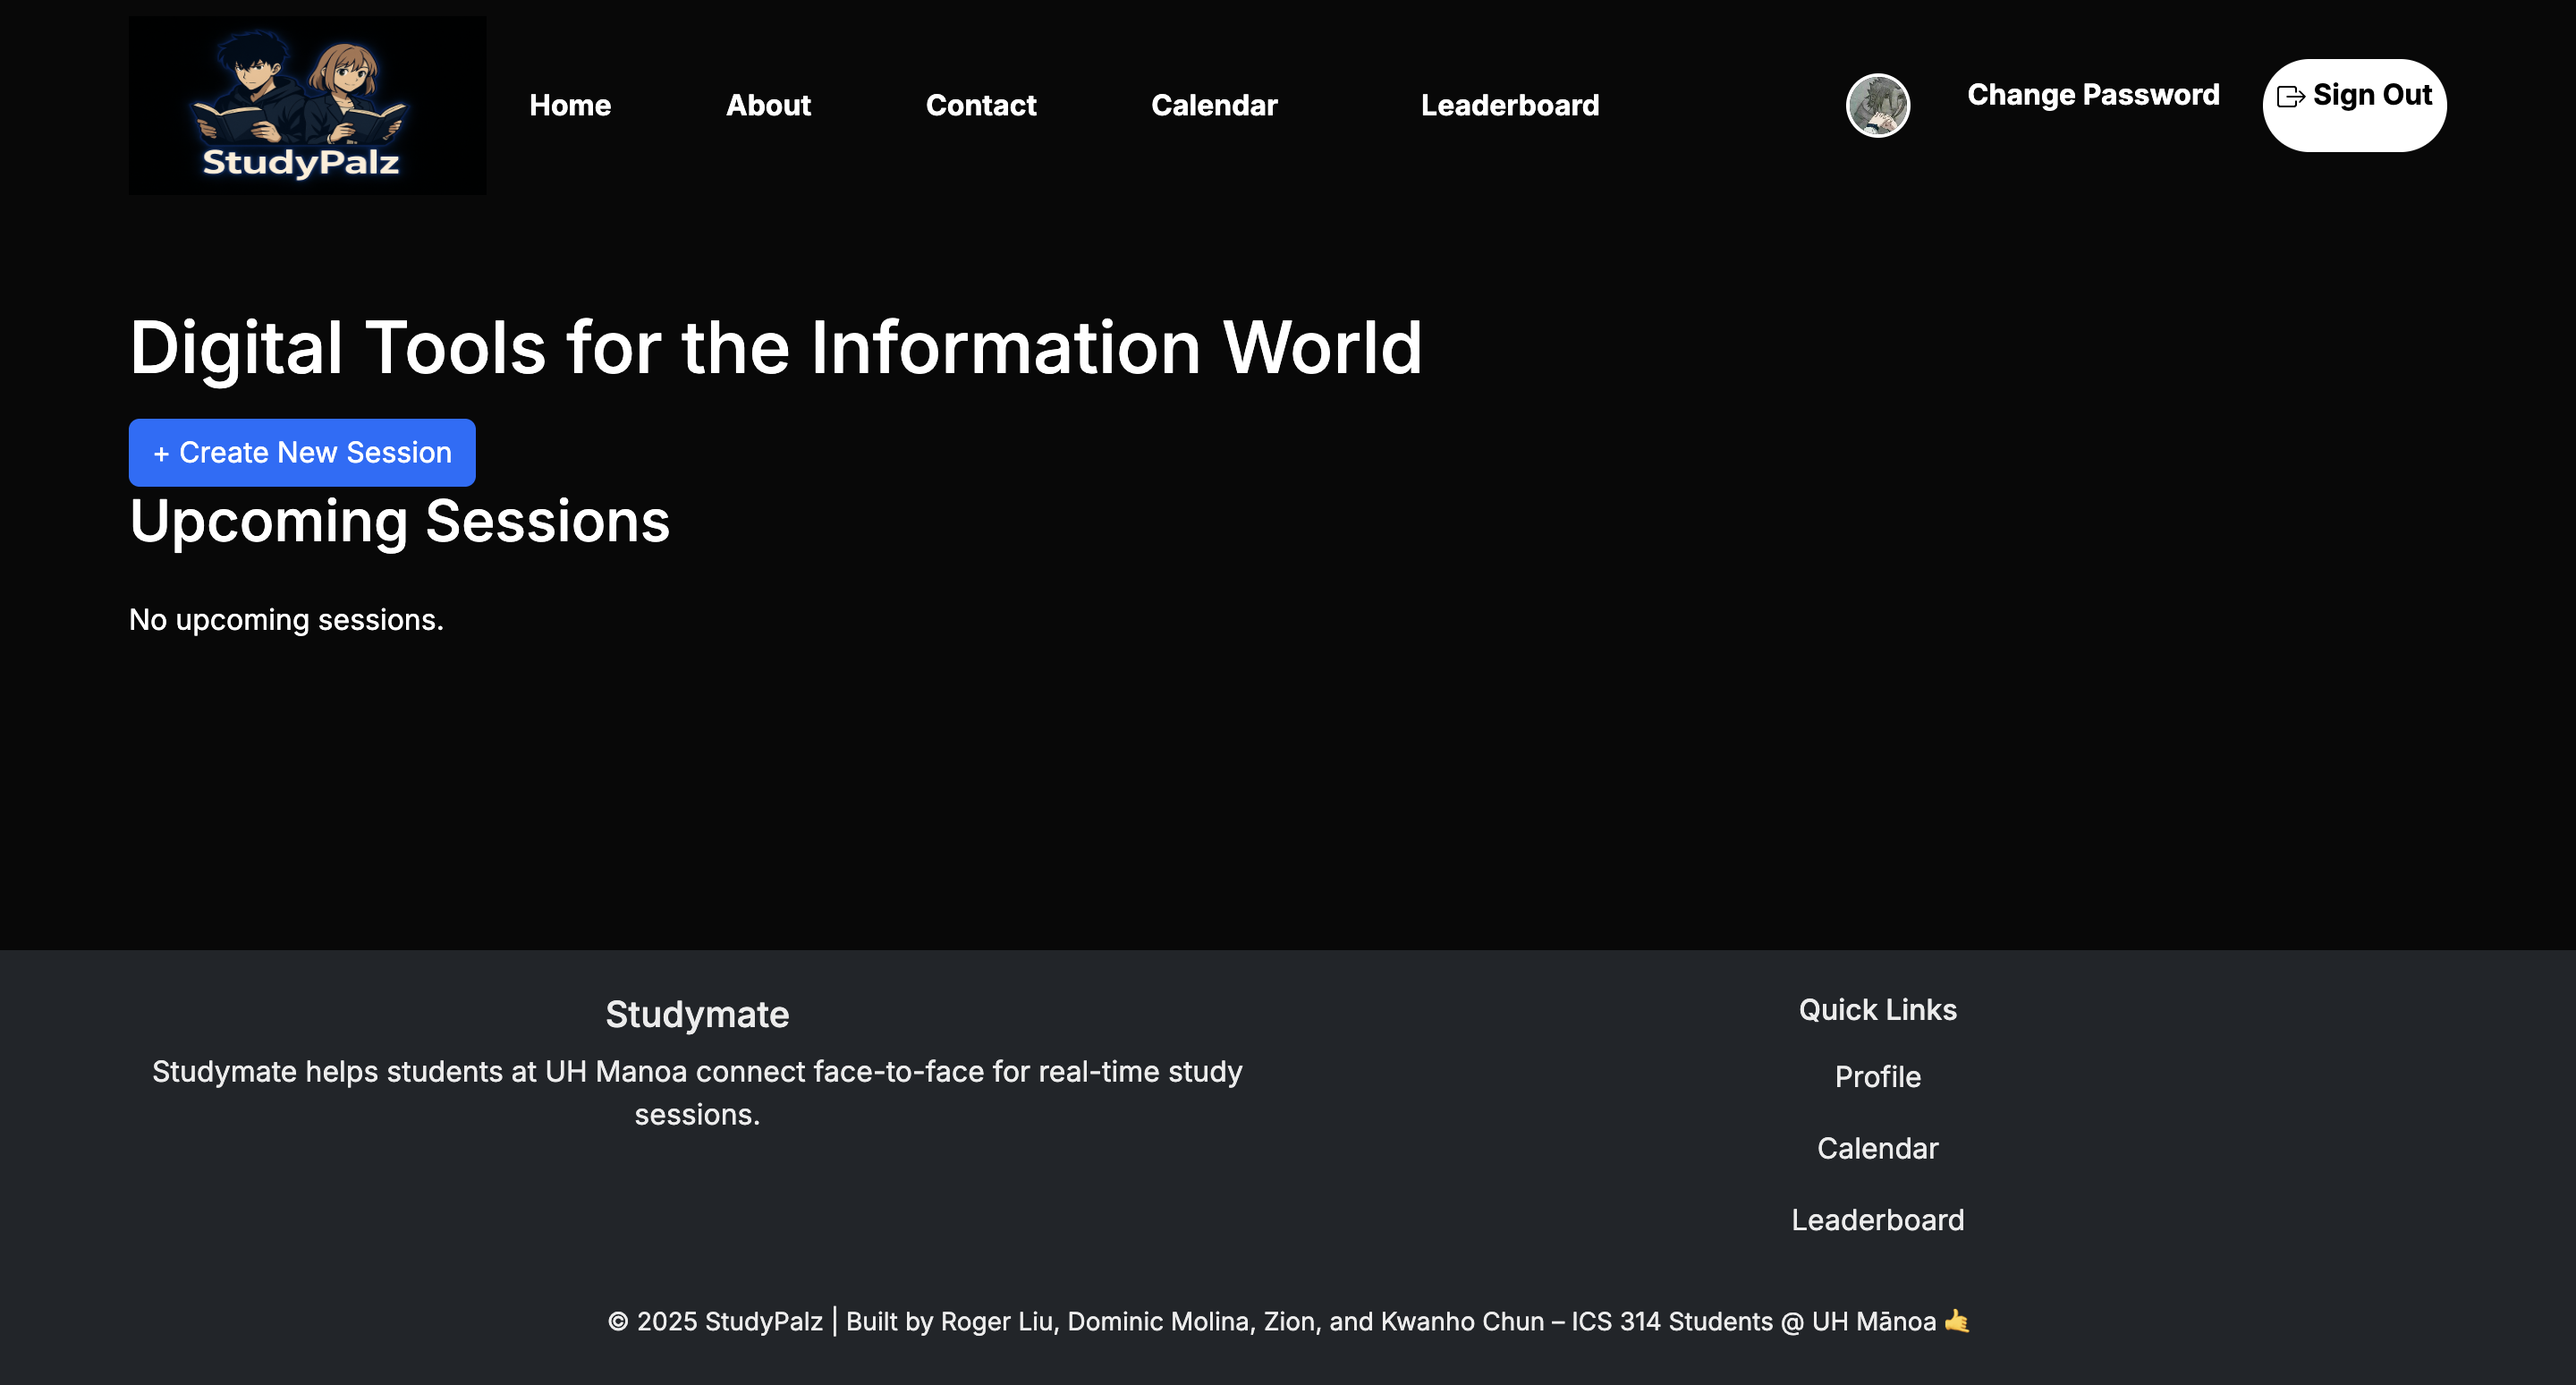 StudyPalz
Home
About
Contact
Calendar
Leaderboard
Change Password
Sign Out
Digital Tools for the Information World
+ Create New Session
Upcoming Sessions
No upcoming sessions.
Studymate
Studymate helps students at UH Manoa connect face-to-face for real-time study
sessions.
Quick Links
Profile
Calendar
Leaderboard
© 2025 StudyPalz | Built by Roger Liu, Dominic Molina, Zion, and Kwanho Chun – ICS 314 Students @ UH Mānoa 🤙